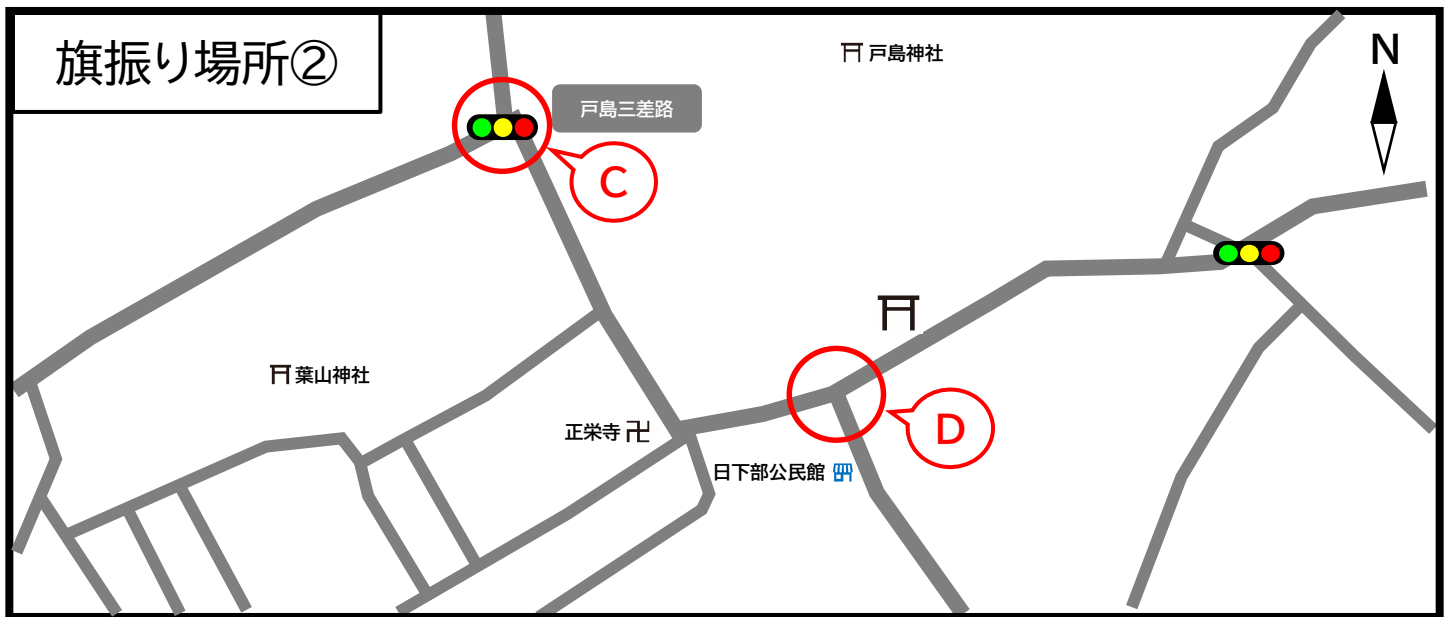 旗振り場所②
戸島神社
N
戸島三差路
C
葉山神社
正栄寺
D
日下部公民館